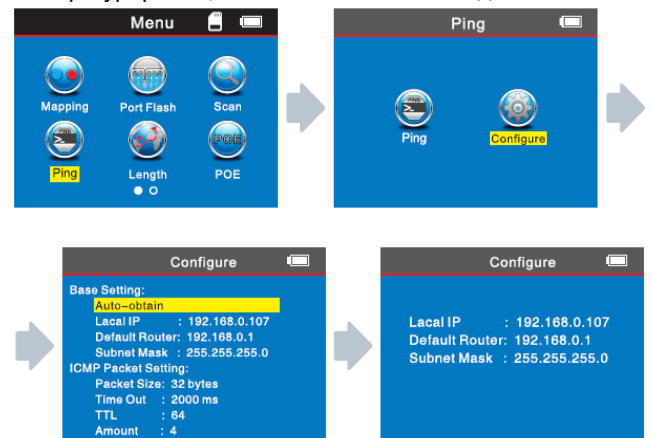 Menu
Mapping
Port Flash
Scan
Ping
Length
POE
POE
Ping
Ping
Configure
Configure
Base Setting:
Auto-obtain
Lacal IP : 192.168.0.107
Default Router: 192.168.0.1
Subnet Mask : 255.255.255.0
ICMP Packet Setting:
Packet Size: 32 bytes
Time Out : 2000 ms
TTL : 64
Amount : 4
Configure
Lacal IP : 192.168.0.107
Default Router: 192.168.0.1
Subnet Mask : 255.255.255.0